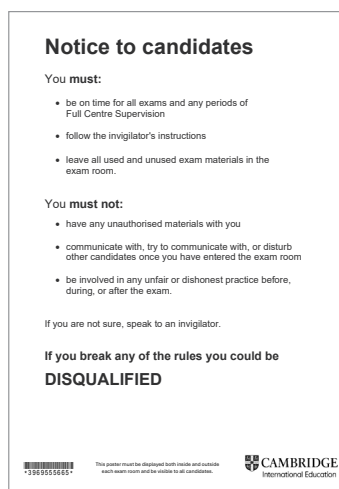 Notice to candidates
You must:
• be on time for all exams and any periods of
Full Centre Supervision
• follow the invigilator's instructions
• leave all used and unused exam materials in the
exam room.
You must not:
• have any unauthorised materials with you
• communicate with, try to communicate with, or disturb
other candidates once you have entered the exam room
• be involved in any unfair or dishonest practice before,
during, or after the exam.
If you are not sure, speak to an invigilator.
If you break any of the rules you could be
DISQUALIFIED
*3969555665*
This poster must be displayed both inside and outside
each exam room and be visible to all candidates.
CAMBRIDGE
International Education